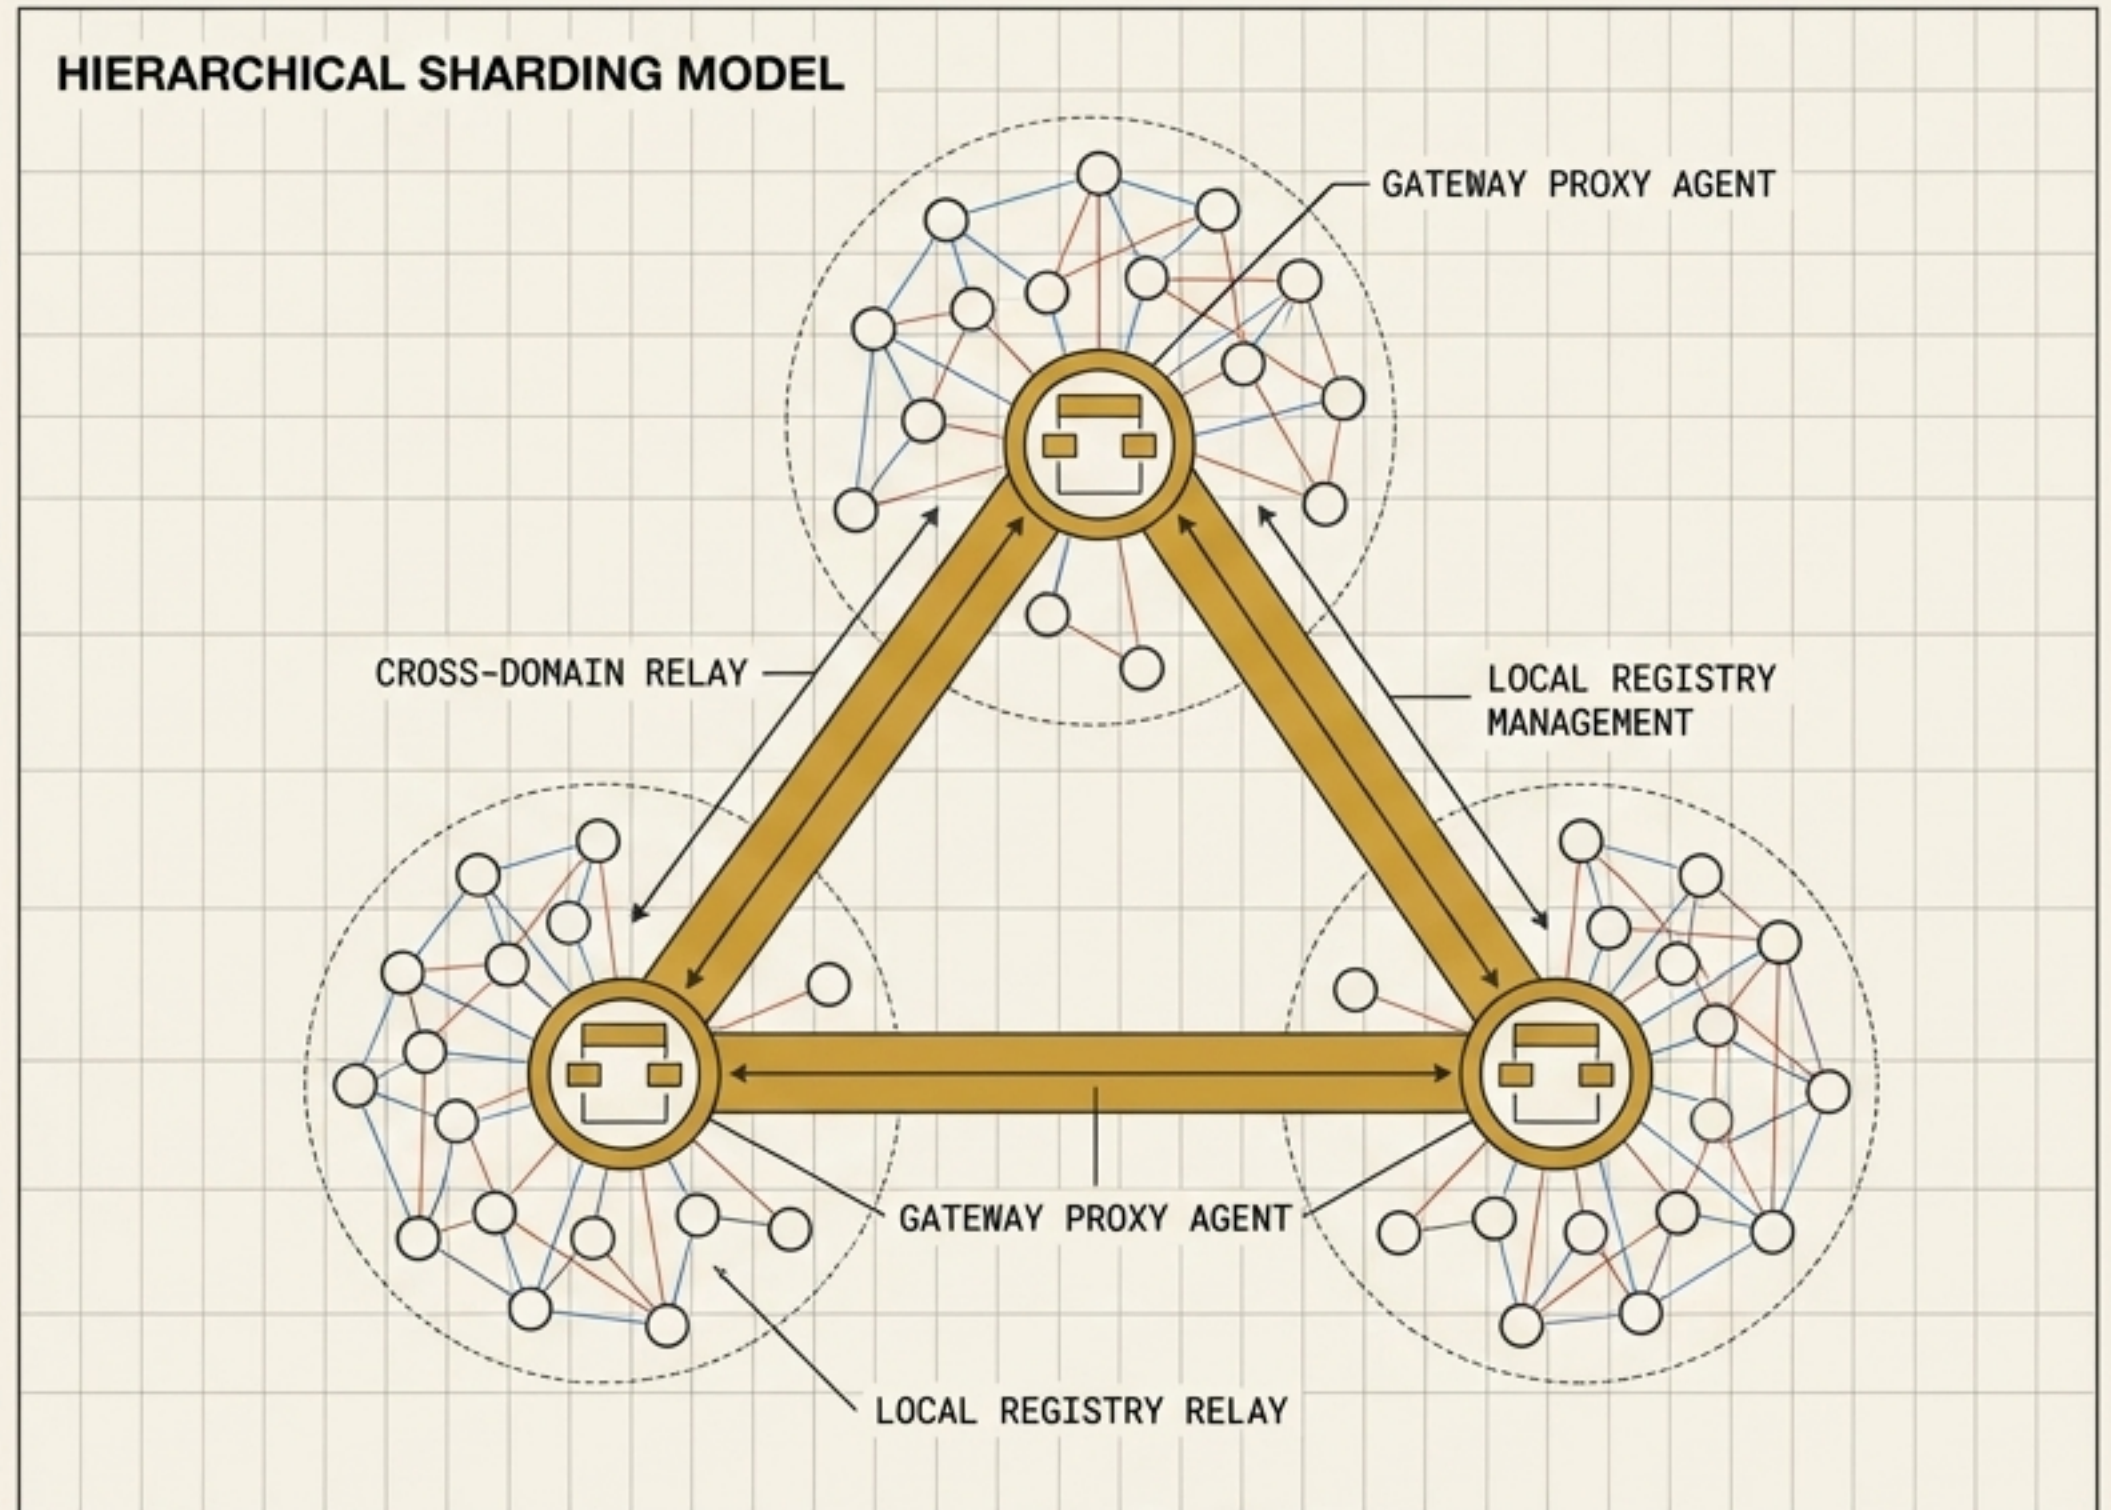 HIERARCHICAL SHARDING MODEL
GATEWAY PROXY AGENT
CROSS-DOMAIN RELAY
LOCAL REGISTRY
MANAGEMENT
GATEWAY PROXY AGENT
LOCAL REGISTRY RELAY